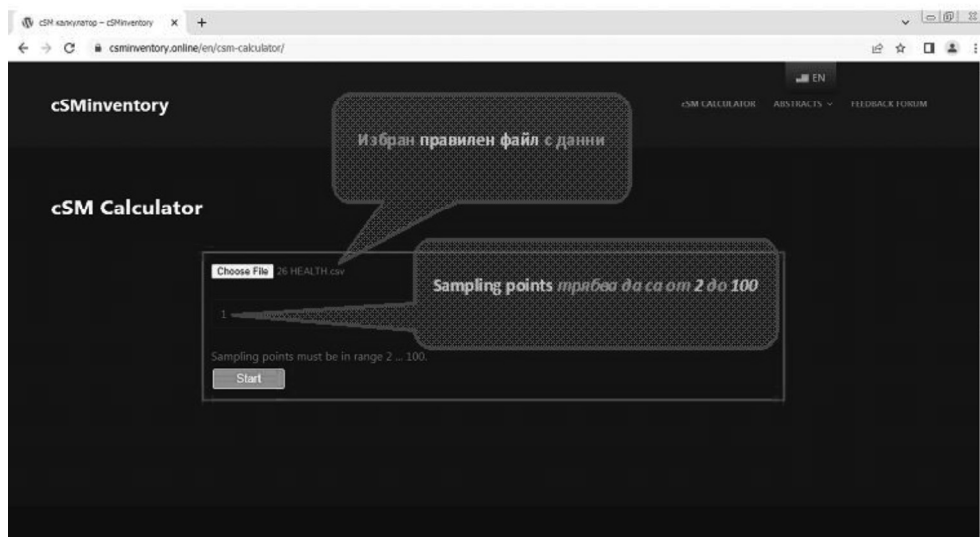 cSM калкулатор – cSMinventory
csminventory.online/en/csm-calculator/
EN
cSMinventory
cSM CALCULATOR ABSTRACTS FEEDBACK FORUM
Избран правилен файл с данни
cSM Calculator
Choose File 26 HEALTH.csv
Sampling points трябва да са от 2 до 100
1
Sampling points must be in range 2 ... 100.
Start